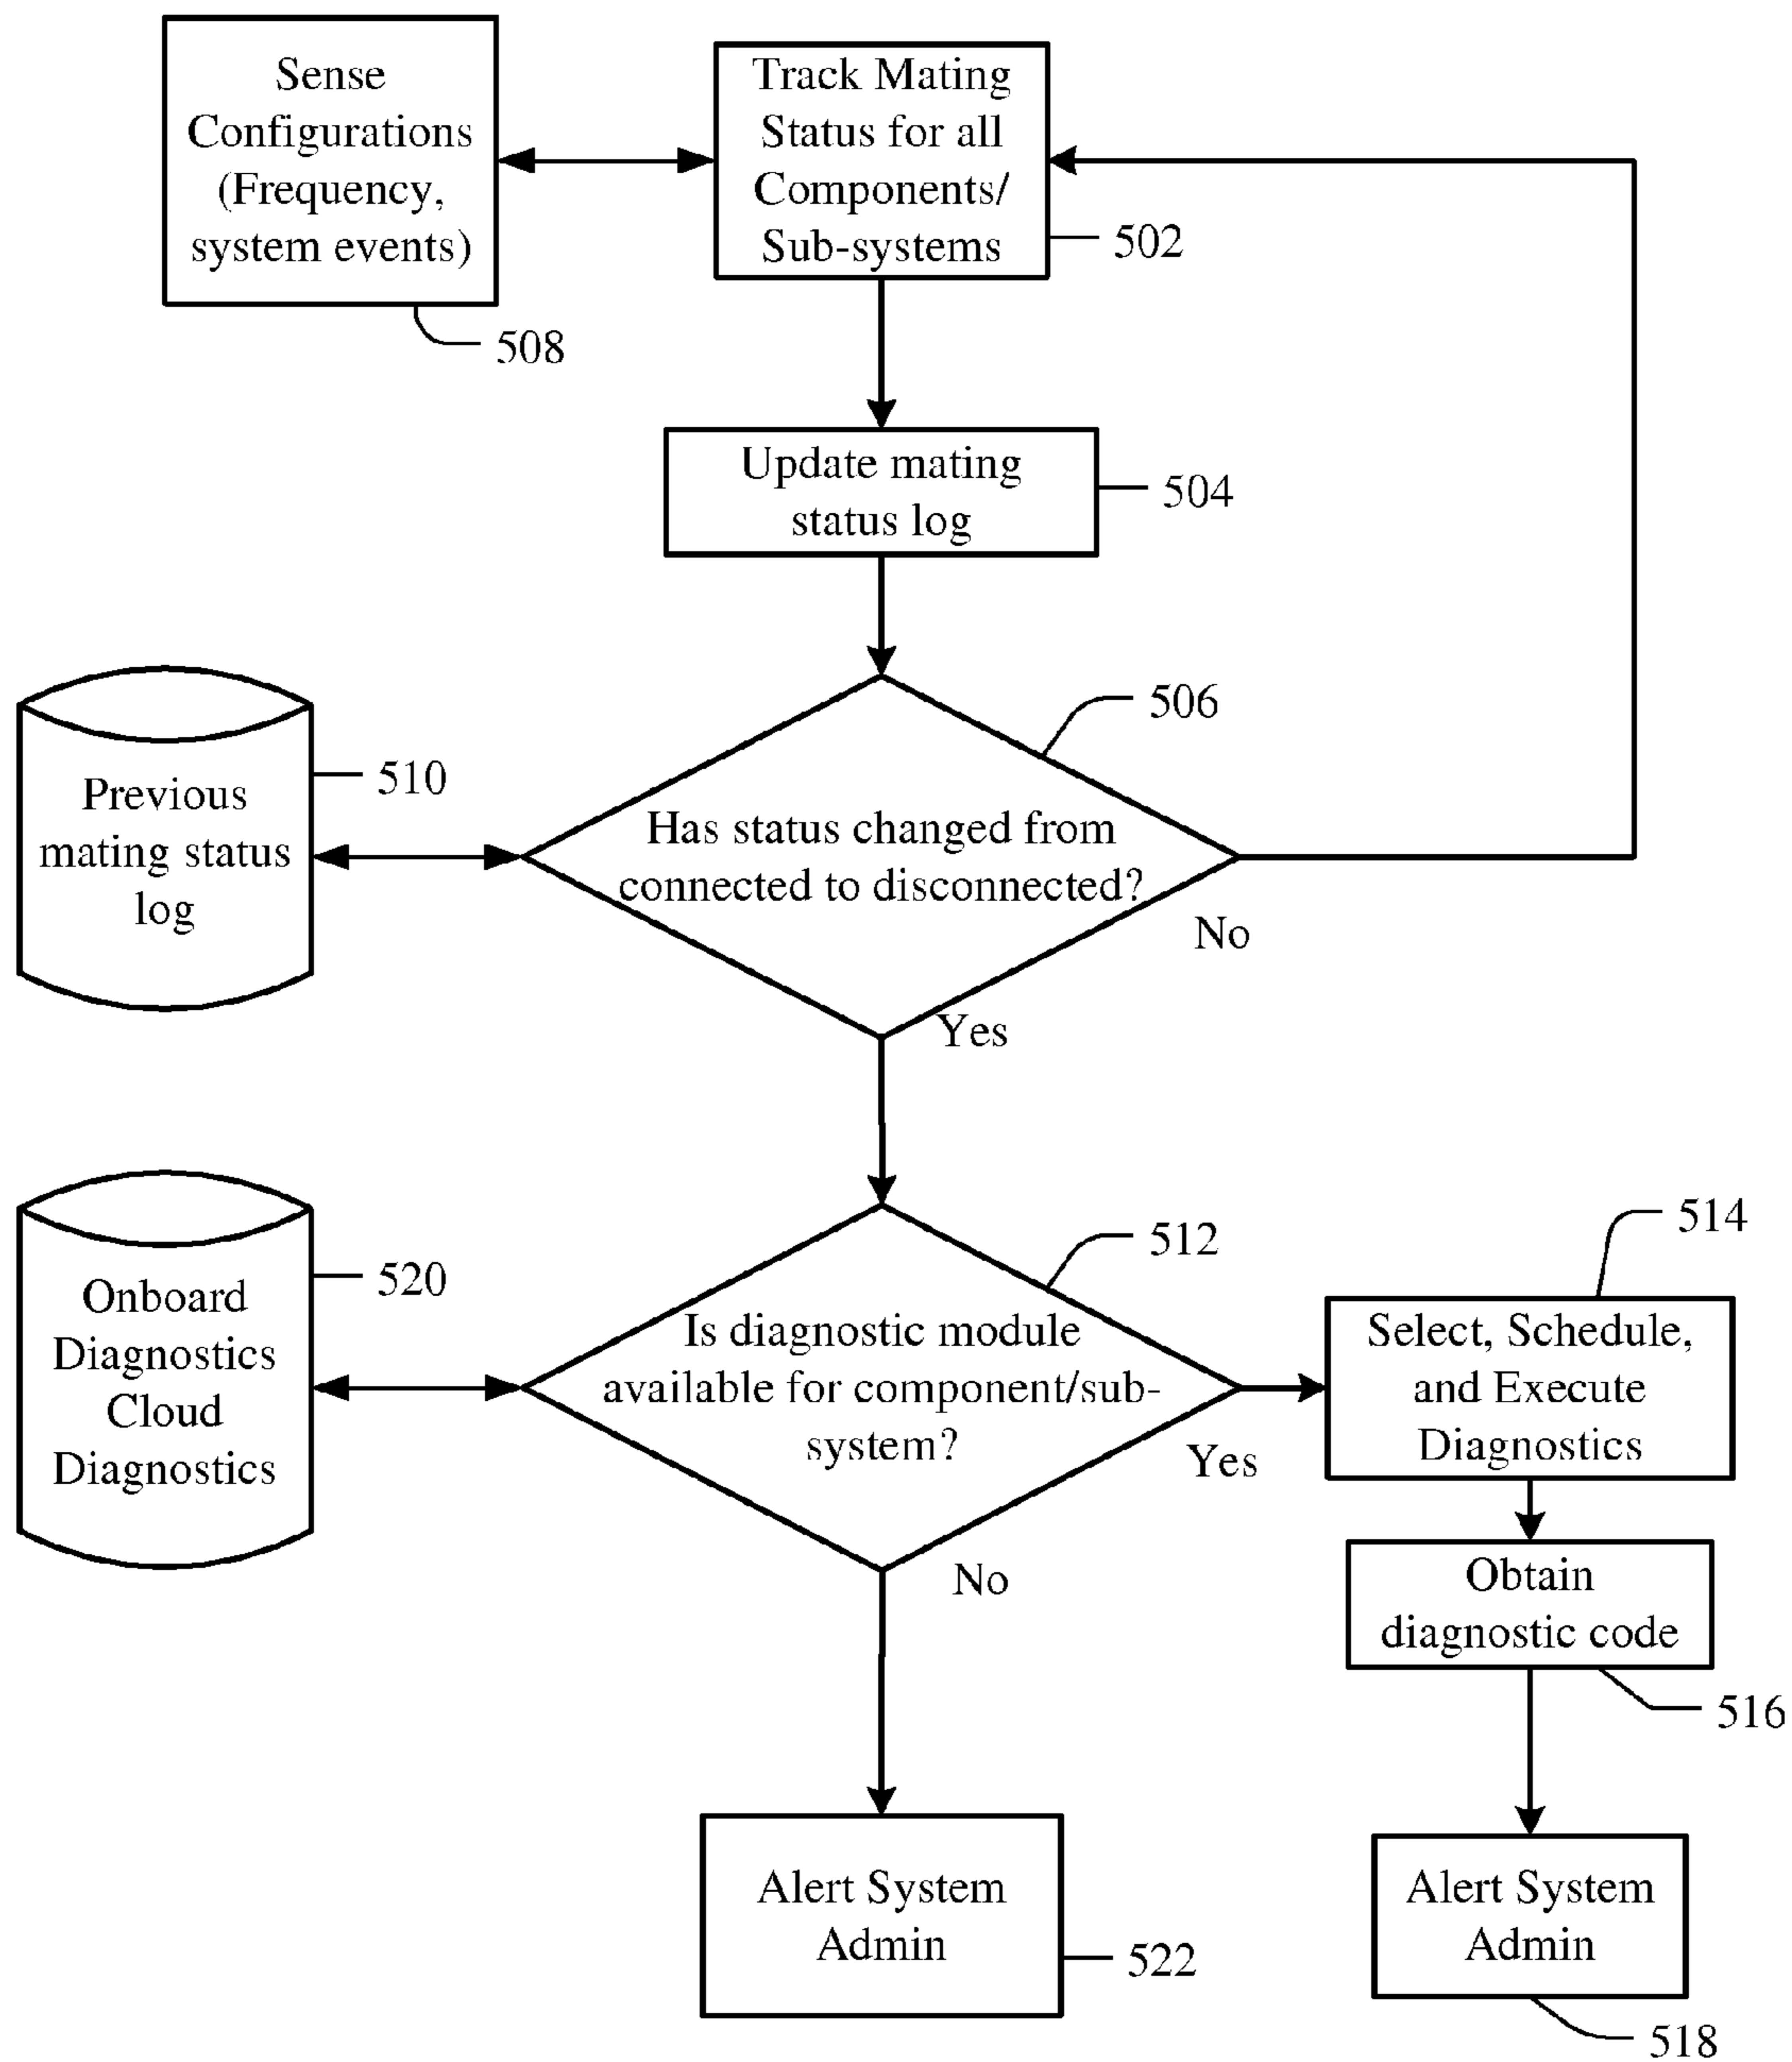 Sense
Configurations
(Frequency,
system events)
508
Track Mating
Status for all
Components/
Sub-systems
502
Update mating
status log
504
506
Previous
mating status
log
510
Has status changed from
connected to disconnected?
No
Yes
512
514
Onboard
Diagnostics
Cloud
Diagnostics
520
Is diagnostic module
available for component/sub-
system?
Yes
No
Select, Schedule,
and Execute
Diagnostics
Obtain
diagnostic code
516
Alert System
Admin
522
Alert System
Admin
518